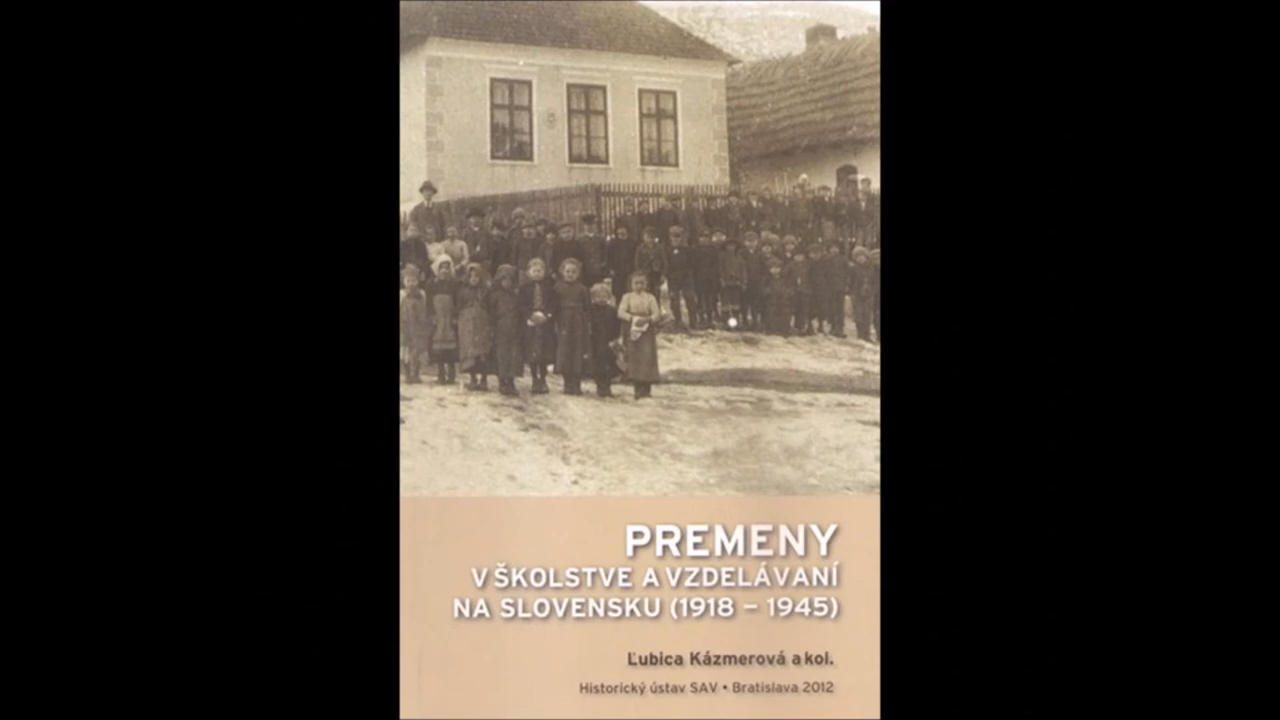 PREMENY
V ŠKOLSTVE A VZDELÁVANÍ
NA SLOVENSKU (1918 – 1945)
Ľubica Kázmerová a kol.
Historický ústav SAV • Bratislava 2012